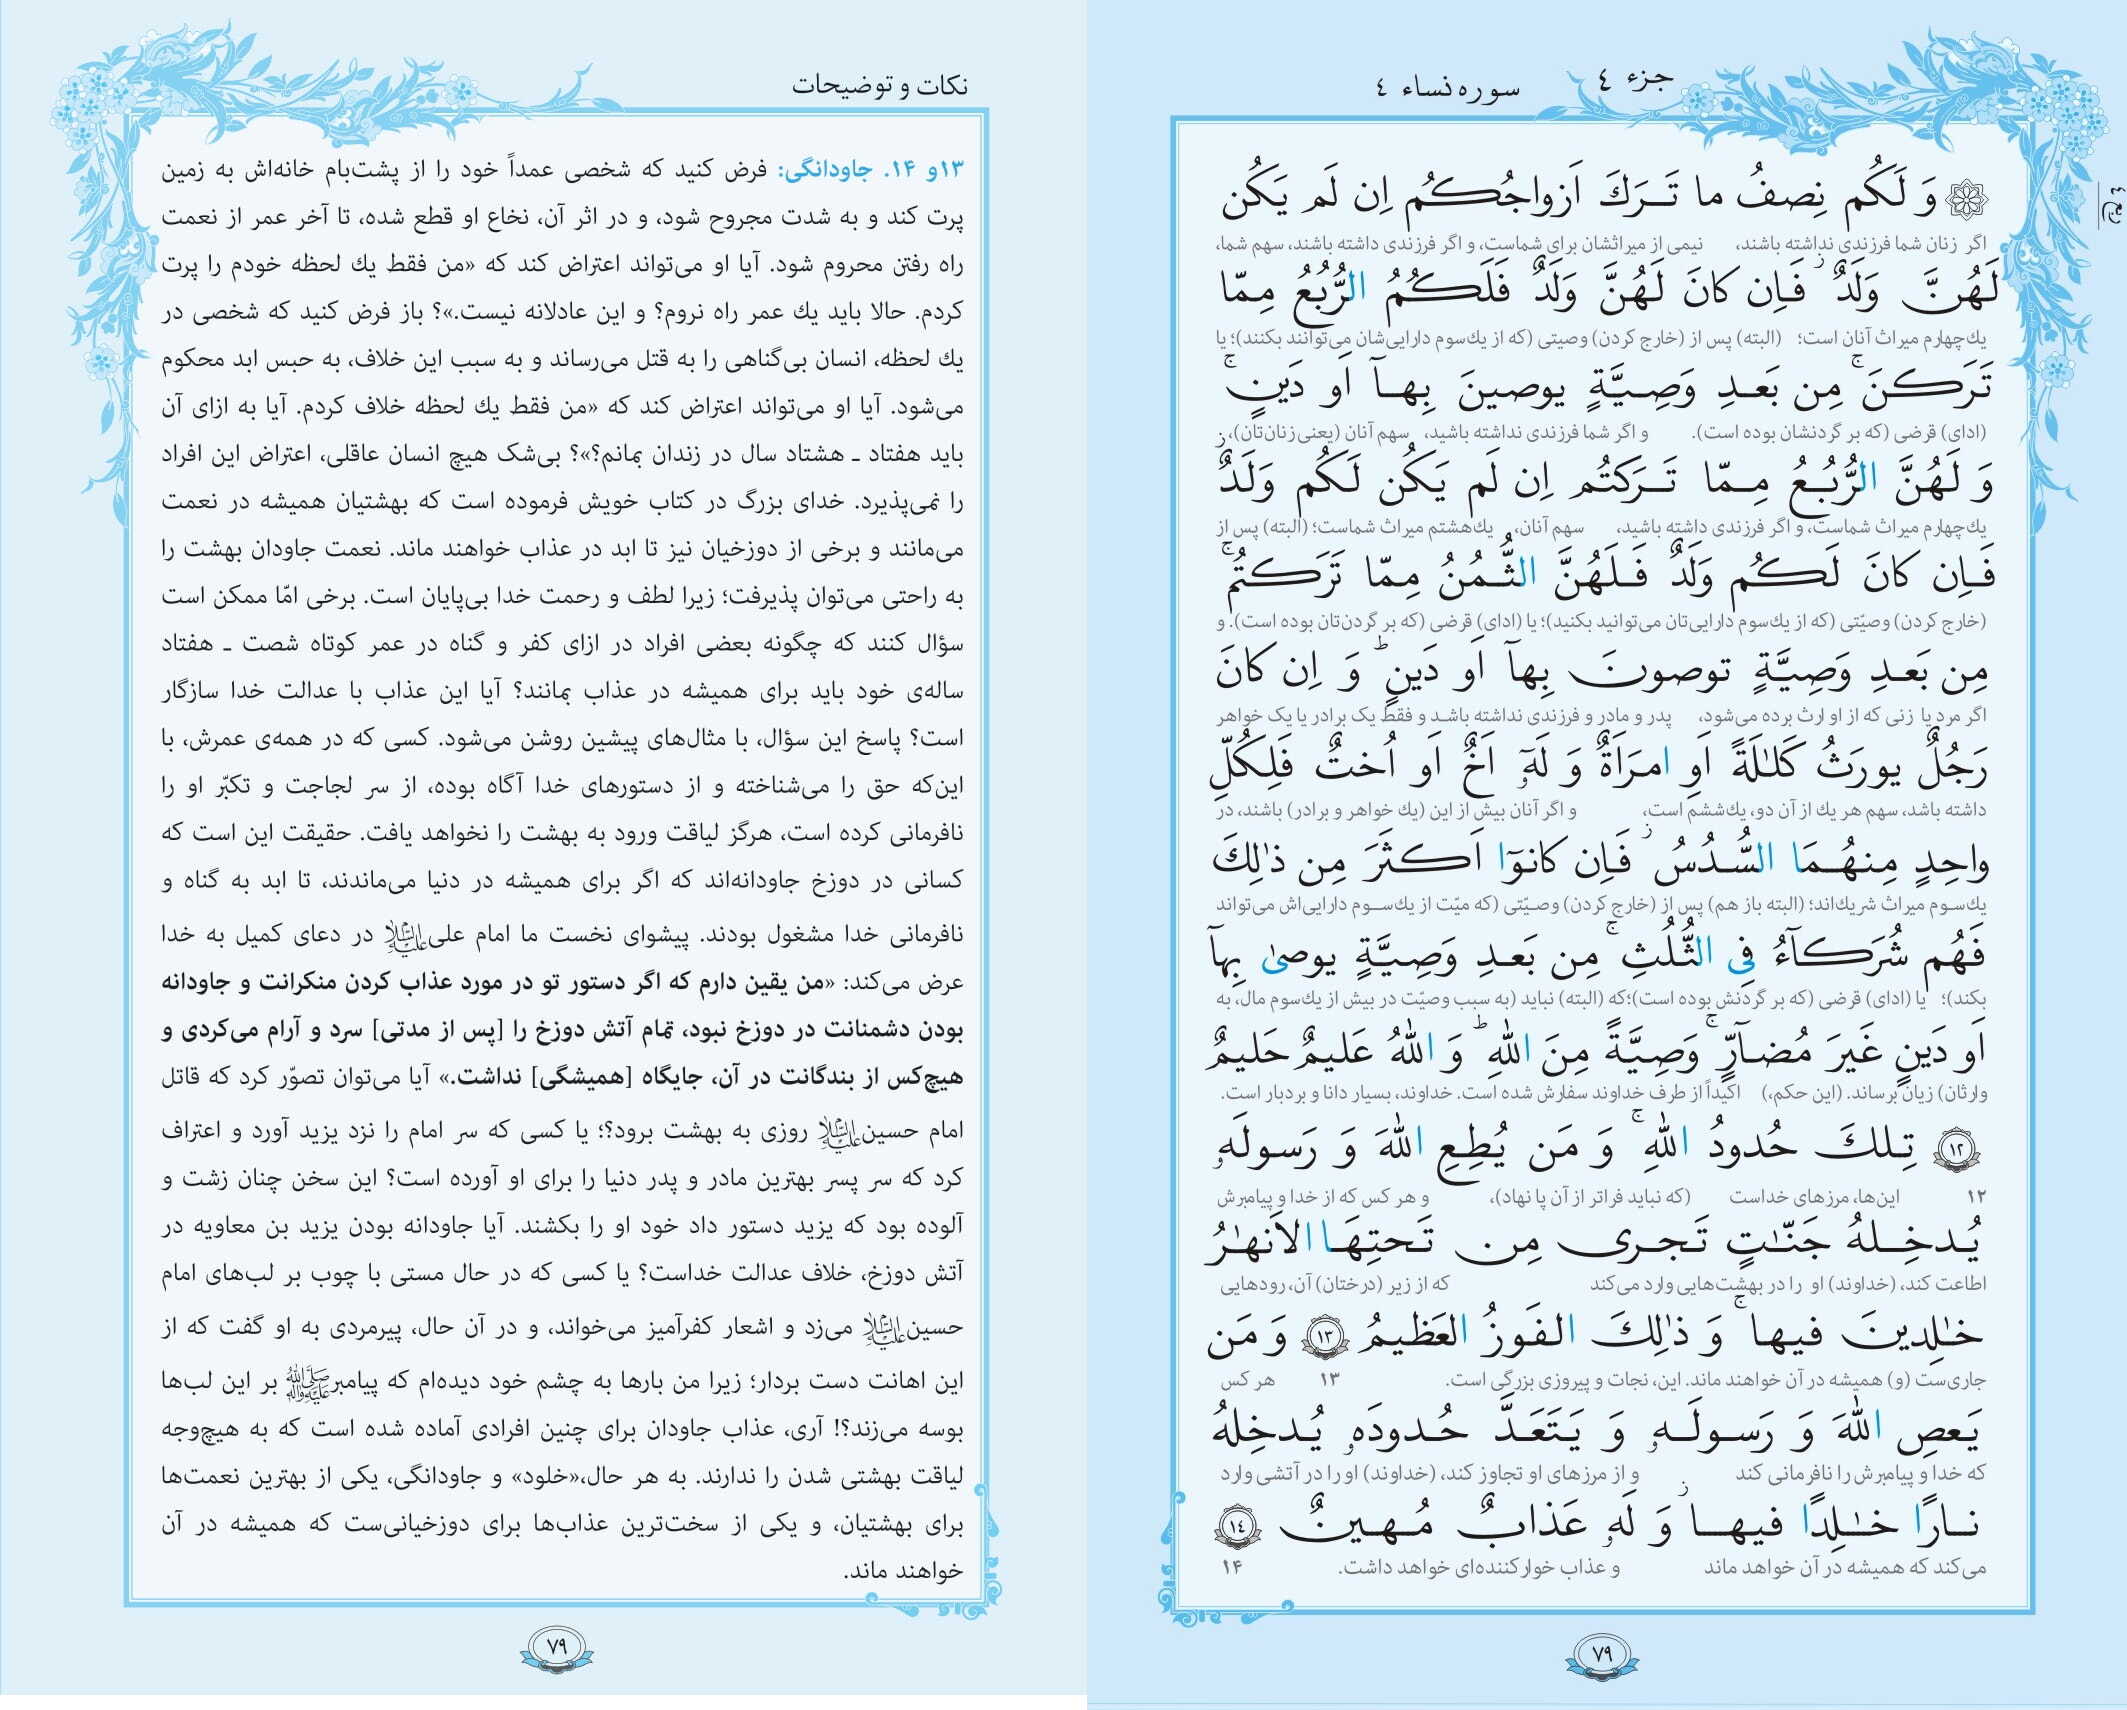 جزء ٤
سوره نساء ٤
ربع ٤
وَ لَكُم نِصفُ ما تَرَكَ اَزواجُكُم اِن لَم يَكُن
اگر زنان شما فرزندی نداشته باشند، نیمی از میراثشان برای شماست، و اگر فرزندی داشته باشند، سهم شما،
لَهُنَّ وَلَدٌ ۚ فَاِن كانَ لَهُنَّ وَلَدٌ فَلَكُمُ الرُّبُعُ مِمّا
یك‌چهارم میراث آنان است؛ (البته) پس از (خارج کردن) وصیتی (که از یك‌سوم دارایی‌شان می‌توانند بکنند)؛ یا
تَرَكنَ ۚ مِن بَعدِ وَصِيَّةٍ يوصينَ بِهآ اَو دَينٍ ۚ
(ادای) قرضی (که بر گردنشان بوده است). و اگر شما فرزندی نداشته باشید، سهم آنان (یعنی زنان‌تان)،
وَ لَهُنَّ الرُّبُعُ مِمّا تَرَكتُم اِن لَم يَكُن لَكُم وَلَدٌ
یك‌چهارم میراث شماست، و اگر فرزندی داشته باشید، سهم آنان، یك‌هشتم میراث شماست؛ (البته) پس از
فَاِن كانَ لَكُم وَلَدٌ فَلَهُنَّ الثُّمُنُ مِمّا تَرَكتُم ۚ
(خارج کردن) وصیّتی (که از یك‌سوم دارایی‌تان می‌توانید بکنید)؛ یا (ادای) قرضی (که بر گردن‌تان بوده است). و
مِن بَعدِ وَصِيَّةٍ توصونَ بِهآ اَو دَينٍ ؕ وَ اِن كانَ
اگر مرد یا زنی که از او ارث برده می‌شود، پدر و مادر و فرزندی نداشته باشد و فقط یک برادر یا یک خواهر
رَجُلٌ يورَثُ كَلٰلَةً اَوِ امرَاَةٌ وَ لَهٗ اَخٌ اَو اُختٌ فَلِكُلِّ
داشته باشد، سهم هر یك از آن دو، یك‌ششم است، و اگر آنان بیش از این (یك خواهر و برادر) باشند، در
واحِدٍ مِنهُمَا السُّدُسُ ۚ فَاِن كانوٓا اَكثَرَ مِن ذٰلِكَ
یك‌سوم میراث شریك‌اند؛ (البته باز هم) پس از (خارج کردن) وصیّتی (که میّت از یك‌سوم دارایی‌اش می‌تواند
فَهُم شُرَكآءُ فِی الثُّلُثِ ۚ مِن بَعدِ وَصِيَّةٍ يوصىٰ بِهآ
بکند)؛ یا (ادای) قرضی (که بر گردنش بوده است)؛که (البته) نباید (به سبب وصیّت در بیش از یك‌سوم مال، به
اَو دَينٍ غَيرَ مُضآرٍّ ۚ وَصِيَّةً مِنَ اللهِ ؕ وَ اللهُ عَليمٌ حَليمٌ
وارثان) زیان برساند. (این حکم،) اکیداً از طرف خداوند سفارش شده است. خداوند، بسیار دانا و بردبار است.
١٢ تِلكَ حُدودُ اللهِ ۚ وَ مَن يُطِعِ اللهَ وَ رَسولَهٗ
۱۲ این‌ها، مرزهای خداست (که نباید فراتر از آن پا نهاد)، و هر کس که از خدا و پیامبرش
يُدخِلهُ جَنّٰتٍ تَجری مِن تَحتِهَا الاَنهٰرُ
اطاعت کند، (خداوند) او را در بهشت‌هایی وارد می‌کند که از زیر (درختان) آن، رودهایی
خٰلِدينَ فيها ۚ وَ ذٰلِكَ الفَوزُ العَظيمُ ١٣ وَ مَن
جاری‌ست (و) همیشه در آن خواهند ماند. این، نجات و پیروزی بزرگی است. ۱۳ هر کس
يَعصِ اللهَ وَ رَسولَهٗ وَ يَتَعَدَّ حُدودَهٗ يُدخِلهُ
که خدا و پیامبرش را نافرمانی کند و از مرزهای او تجاوز کند، (خداوند) او را در آتشی وارد
نارًا خٰلِدًا فيها ۚ وَ لَهٗ عَذابٌ مُهينٌ ١٤
می‌کند که همیشه در آن خواهد ماند و عذاب خوارکننده‌ای خواهد داشت. ۱۴
۷۹
نکات و توضیحات
۱۳و ۱۴. جاودانگی: فرض کنید که شخصی عمداً خود را از پشت‌بام خانه‌اش به زمین
پرت کند و به شدت مجروح شود، و در اثر آن، نخاع او قطع شده، تا آخر عمر از نعمت
راه رفتن محروم شود. آیا او می‌تواند اعتراض کند که «من فقط یك لحظه خودم را پرت
کردم. حالا باید یك عمر راه نروم؟ و این عادلانه نیست.»؟ باز فرض کنید که شخصی در
یك لحظه، انسان بی‌گناهی را به قتل می‌رساند و به سبب این خلاف، به حبس ابد محکوم
می‌شود. آیا او می‌تواند اعتراض کند که «من فقط یك لحظه خلاف کردم. آیا به ازای آن
باید هفتاد ـ هشتاد سال در زندان بمانم؟»؟ بی‌شک هیچ انسان عاقلی، اعتراض این افراد
را نمی‌پذیرد. خدای بزرگ در کتاب خویش فرموده است که بهشتیان همیشه در نعمت
می‌مانند و برخی از دوزخیان نیز تا ابد در عذاب خواهند ماند. نعمت جاودان بهشت را
به راحتی می‌توان پذیرفت؛ زیرا لطف و رحمت خدا بی‌پایان است. برخی امّا ممکن است
سؤال کنند که چگونه بعضی افراد در ازای کفر و گناه در عمر کوتاه شصت ـ هفتاد
ساله‌ی خود باید برای همیشه در عذاب بمانند؟ آیا این عذاب با عدالت خدا سازگار
است؟ پاسخ این سؤال، با مثال‌های پیشین روشن می‌شود. کسی که در همه‌ی عمرش، با
این‌که حق را می‌شناخته و از دستورهای خدا آگاه بوده، از سر لجاجت و تکبّر او را
نافرمانی کرده است، هرگز لیاقت ورود به بهشت را نخواهد یافت. حقیقت این است که
کسانی در دوزخ جاودانه‌اند که اگر برای همیشه در دنیا می‌ماندند، تا ابد به گناه و
نافرمانی خدا مشغول بودند. پیشوای نخست ما امام علی علیه‌السلام در دعای کمیل به خدا
عرض می‌کند: «من یقین دارم که اگر دستور تو در مورد عذاب کردن منکرانت و جاودانه
بودن دشمنانت در دوزخ نبود، تمام آتش دوزخ را [پس از مدتی] سرد و آرام می‌کردی و
هیچ‌کس از بندگانت در آن، جایگاه [همیشگی] نداشت.» آیا می‌توان تصوّر کرد که قاتل
امام حسین علیه‌السلام روزی به بهشت برود؟؛ یا کسی که سر امام را نزد یزید آورد و اعتراف
کرد که سر پسر بهترین مادر و پدر دنیا را برای او آورده است؟ این سخن چنان زشت و
آلوده بود که یزید دستور داد خود او را بکشند. آیا جاودانه بودن یزید بن معاویه در
آتش دوزخ، خلاف عدالت خداست؟ یا کسی که در حال مستی با چوب بر لب‌های امام
حسین علیه‌السلام می‌زد و اشعار کفرآمیز می‌خواند، و در آن حال، پیرمردی به او گفت که از
این اهانت دست بردار؛ زیرا من بارها به چشم خود دیده‌ام که پیامبر صلی‌الله‌علیه‌وآله بر این لب‌ها
بوسه می‌زند؟! آری، عذاب جاودان برای چنین افرادی آماده شده است که به هیچ‌وجه
لیاقت بهشتی شدن را ندارند. به هر حال،«خلود» و جاودانگی، یکی از بهترین نعمت‌ها
برای بهشتیان، و یکی از سخت‌ترین عذاب‌ها برای دوزخیانی‌ست که همیشه در آن
خواهند ماند.
۷۹